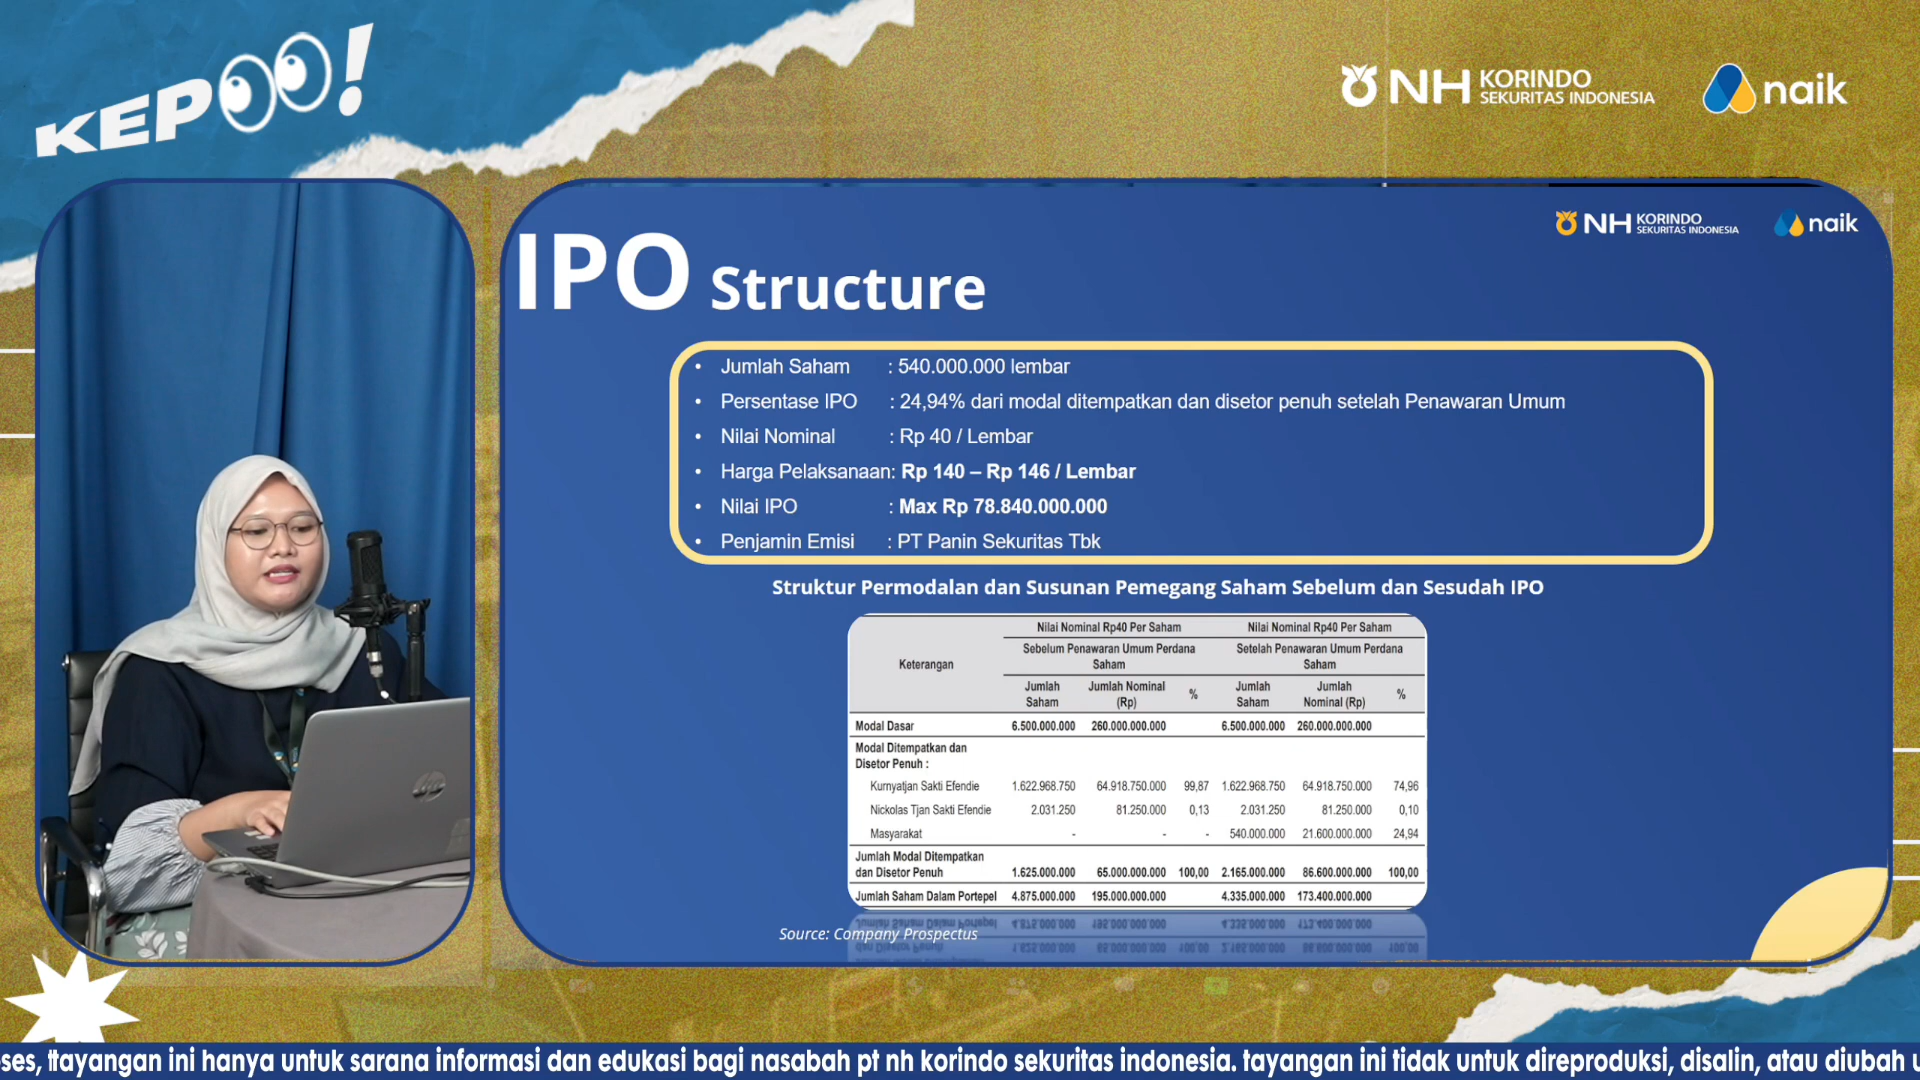 KEPOO!
NH KORINDO SEKURITAS INDONESIA
naik
NH KORINDO SEKURITAS INDONESIA
naik
IPO Structure
• Jumlah Saham : 540.000.000 lembar
• Persentase IPO : 24,94% dari modal ditempatkan dan disetor penuh setelah Penawaran Umum
• Nilai Nominal : Rp 40 / Lembar
• Harga Pelaksanaan: Rp 140 – Rp 146 / Lembar
• Nilai IPO : Max Rp 78.840.000.000
• Penjamin Emisi : PT Panin Sekuritas Tbk
Struktur Permodalan dan Susunan Pemegang Saham Sebelum dan Sesudah IPO
Keterangan
Nilai Nominal Rp40 Per Saham Nilai Nominal Rp40 Per Saham
Sebelum Penawaran Umum Perdana Saham Setelah Penawaran Umum Perdana Saham
Jumlah Saham Jumlah Nominal (Rp) % Jumlah Saham Jumlah Nominal (Rp) %
Modal Dasar 6.500.000.000 260.000.000.000 6.500.000.000 260.000.000.000
Modal Ditempatkan dan
Disetor Penuh :
Kurnyatjan Sakti Efendie 1.622.968.750 64.918.750.000 99,87 1.622.968.750 64.918.750.000 74,96
Nickolas Tjan Sakti Efendie 2.031.250 81.250.000 0,13 2.031.250 81.250.000 0,10
Masyarakat - - - 540.000.000 21.600.000.000 24,94
Jumlah Modal Ditempatkan
dan Disetor Penuh 1.625.000.000 65.000.000.000 100,00 2.165.000.000 86.600.000.000 100,00
Jumlah Saham Dalam Portepel 4.875.000.000 195.000.000.000 4.335.000.000 173.400.000.000
Source: Company Prospectus
hp
ses, tayangan ini hanya untuk sarana informasi dan edukasi bagi nasabah pt nh korindo sekuritas indonesia. tayangan ini tidak untuk direproduksi, disalin, atau diubah u